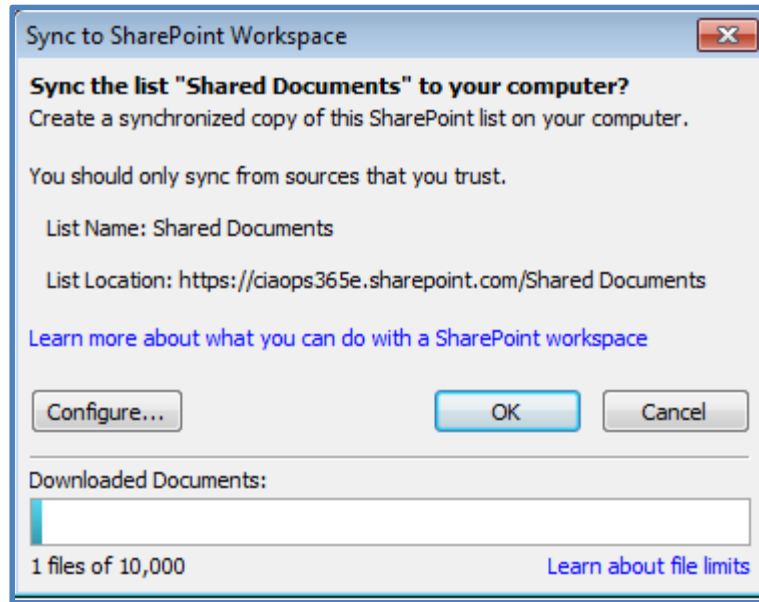 Sync to SharePoint Workspace
Sync the list "Shared Documents" to your computer?
Create a synchronized copy of this SharePoint list on your computer.
You should only sync from sources that you trust.
List Name: Shared Documents
List Location: https://ciaops365e.sharepoint.com/Shared Documents
Learn more about what you can do with a SharePoint workspace
Configure... OK Cancel
Downloaded Documents:
1 files of 10,000 Learn about file limits